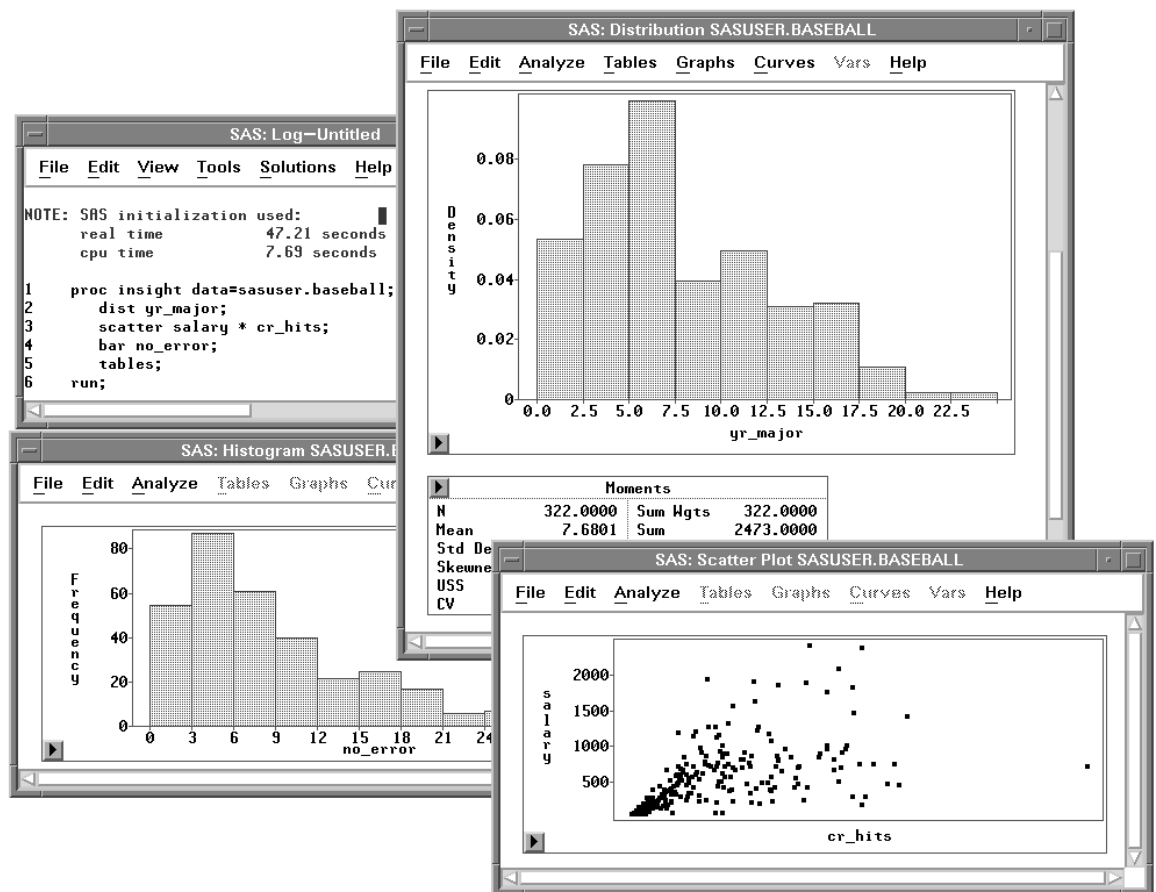 SAS: Distribution SASUSER.BASEBALL
File Edit Analyze Tables Graphs Curves Vars Help
0.08
0.06
0.04
0.02
0
Density
0.0 2.5 5.0 7.5 10.0 12.5 15.0 17.5 20.0 22.5
yr_major
Moments
N 322.0000 Sum Wgts 322.0000
Mean 7.6801 Sum 2473.0000
Std De
Skewne
USS
CV
SAS: Log-Untitled
File Edit View Tools Solutions Help
NOTE: SAS initialization used:
real time 47.21 seconds
cpu time 7.69 seconds
1 proc insight data=sasuser.baseball;
2 dist yr_major;
3 scatter salary * cr_hits;
4 bar no_error;
5 tables;
6 run;
SAS: Histogram SASUSER.B
File Edit Analyze Tables Graphs Cur
80
60
40
20
0
Frequency
0 3 6 9 12 15 18 21 24
no_error
SAS: Scatter Plot SASUSER.BASEBALL
File Edit Analyze Tables Graphs Curves Vars Help
2000
1500
1000
500
salary
cr_hits